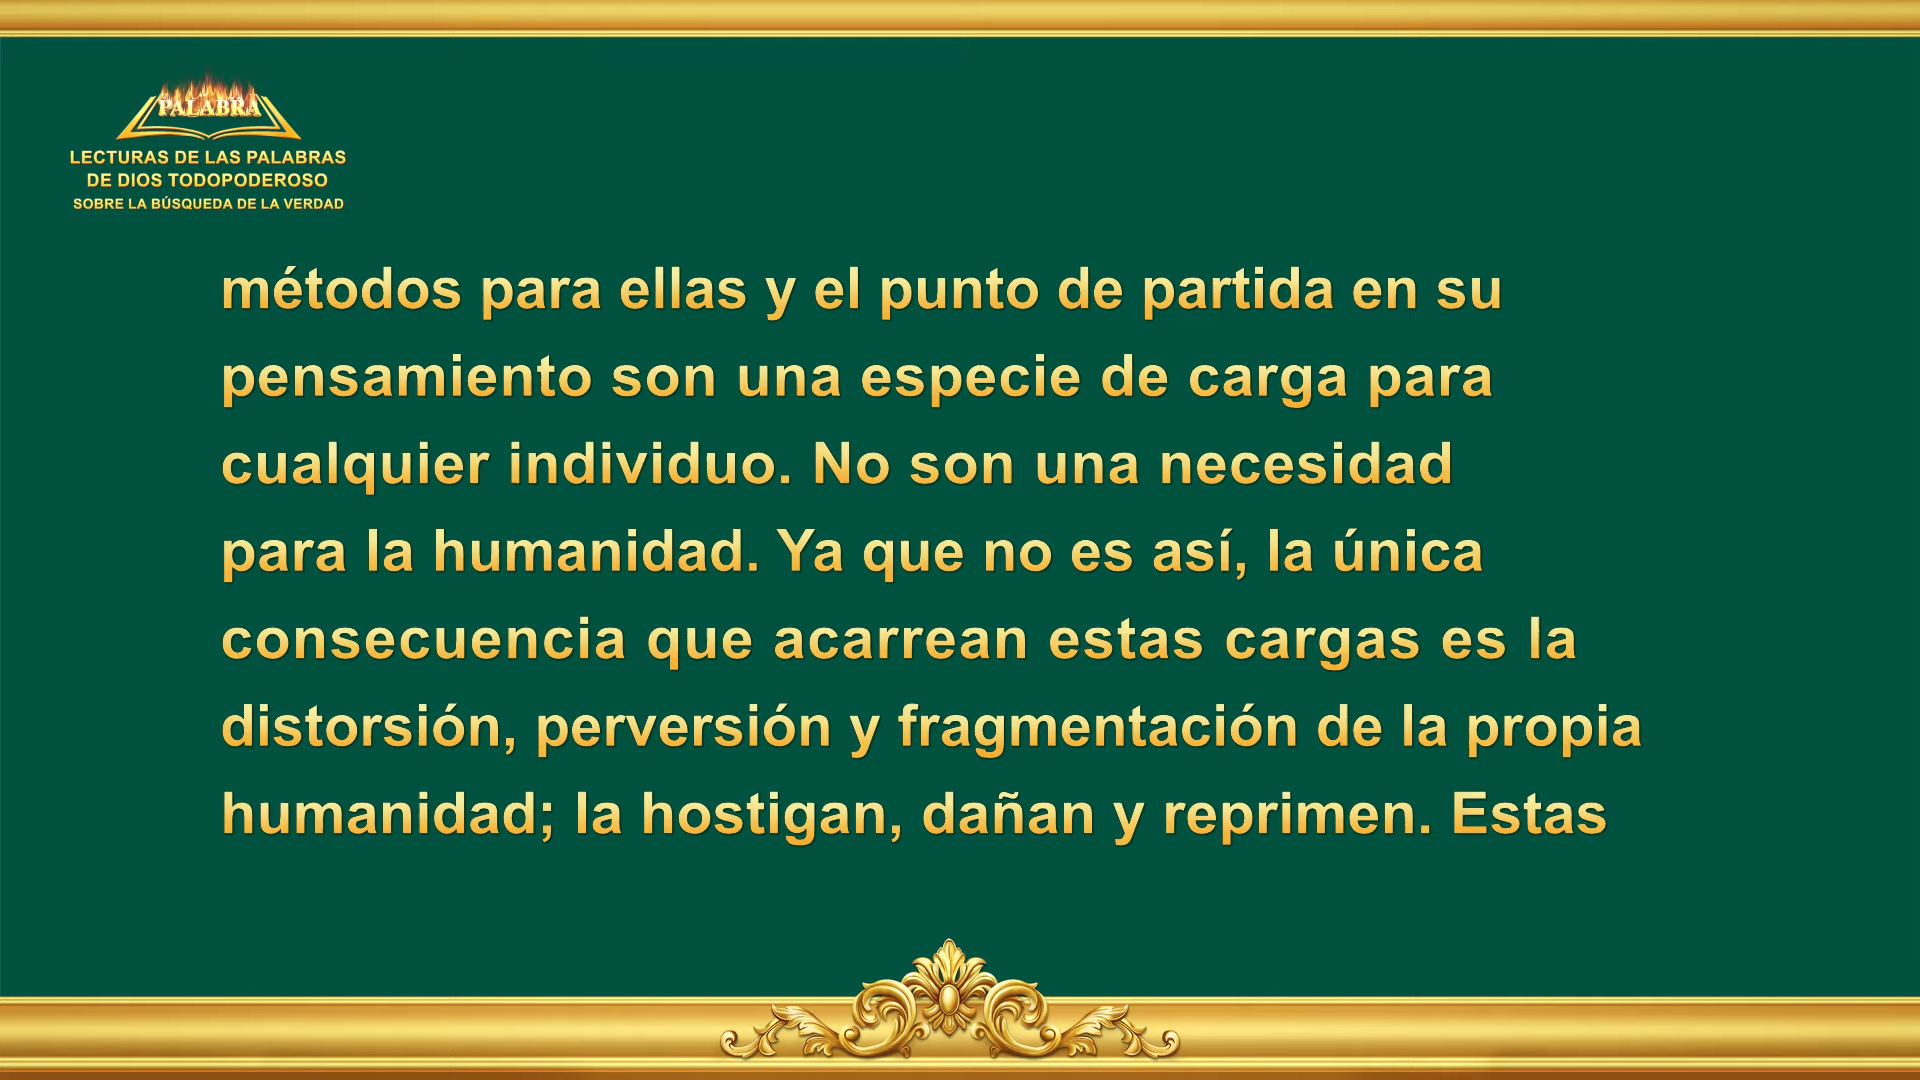 PALABRA
LECTURAS DE LAS PALABRAS
DE DIOS TODOPODEROSO
SOBRE LA BÚSQUEDA DE LA VERDAD
métodos para ellas y el punto de partida en su
pensamiento son una especie de carga para
cualquier individuo. No son una necesidad
para la humanidad. Ya que no es así, la única
consecuencia que acarrean estas cargas es la
distorsión, perversión y fragmentación de la propia
humanidad; la hostigan, dañan y reprimen. Estas